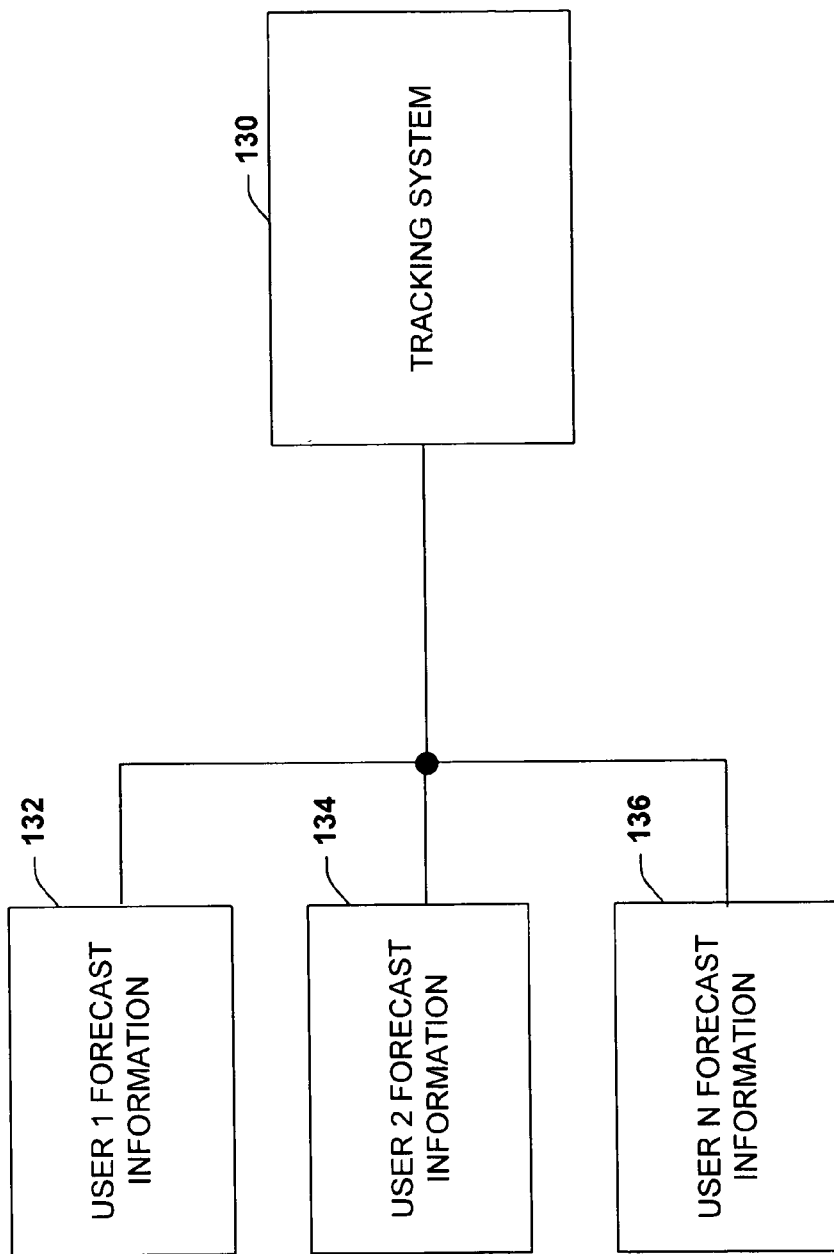 130
TRACKING SYSTEM
132
USER 1 FORECAST
INFORMATION
134
USER 2 FORECAST
INFORMATION
136
USER N FORECAST
INFORMATION